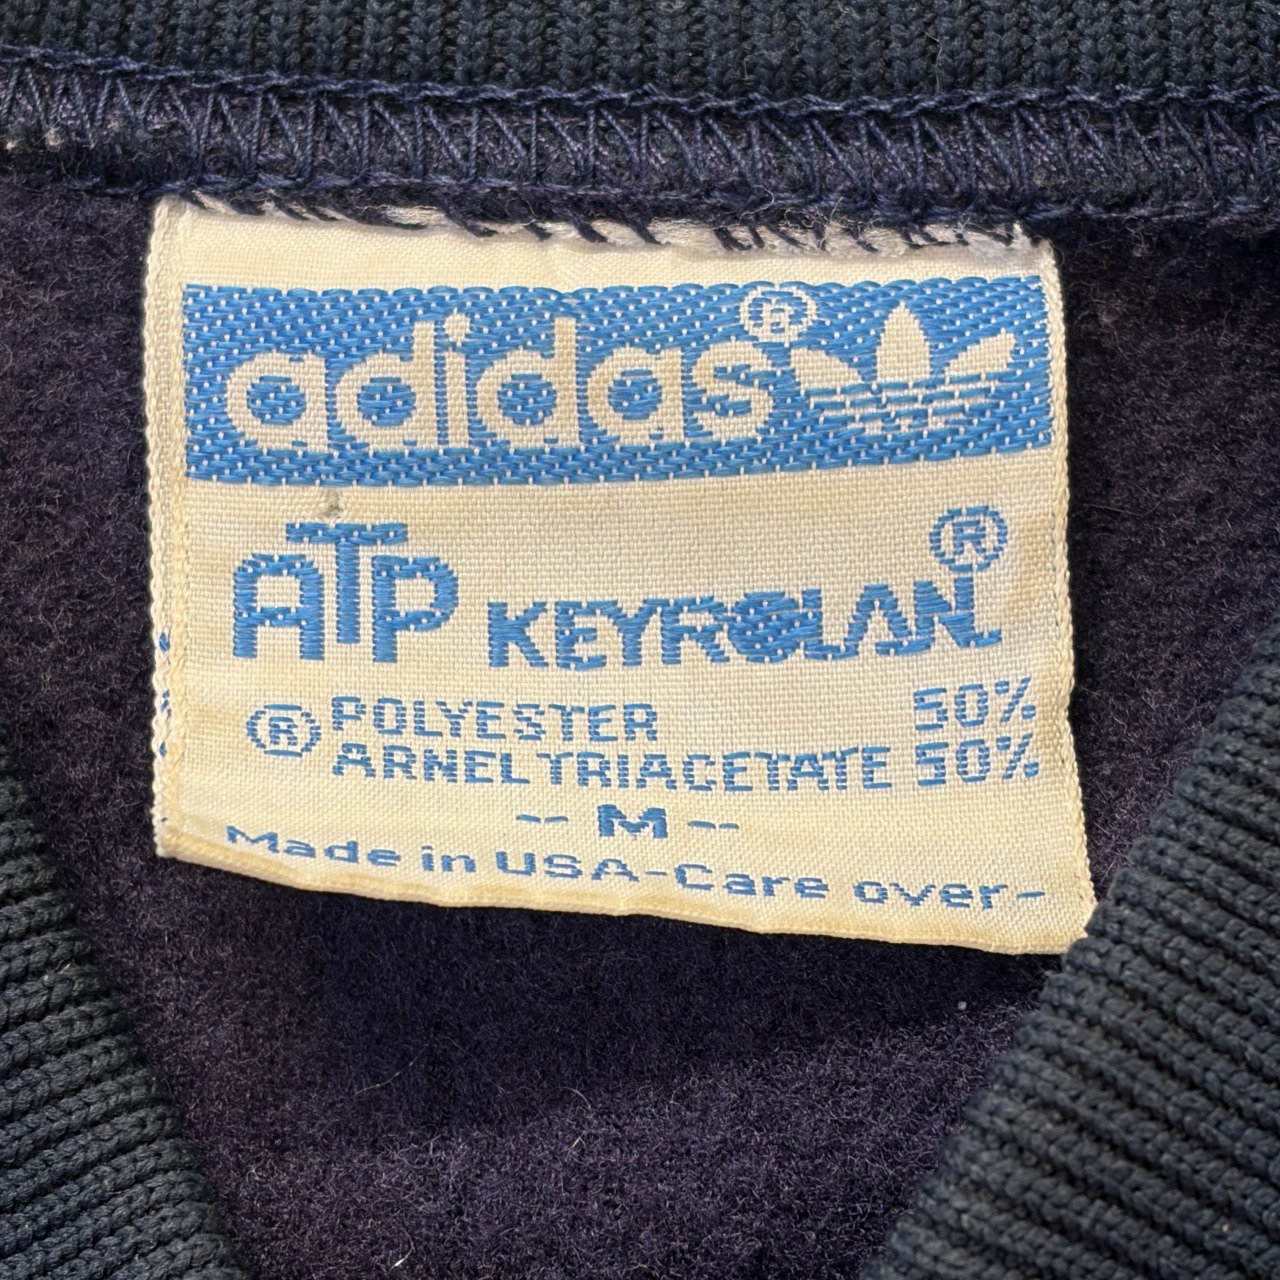 adidas®
ATP KEYROLAN®
® POLYESTER 50%
ARNEL TRIACETATE 50%
-- M --
Made in USA-Care over-